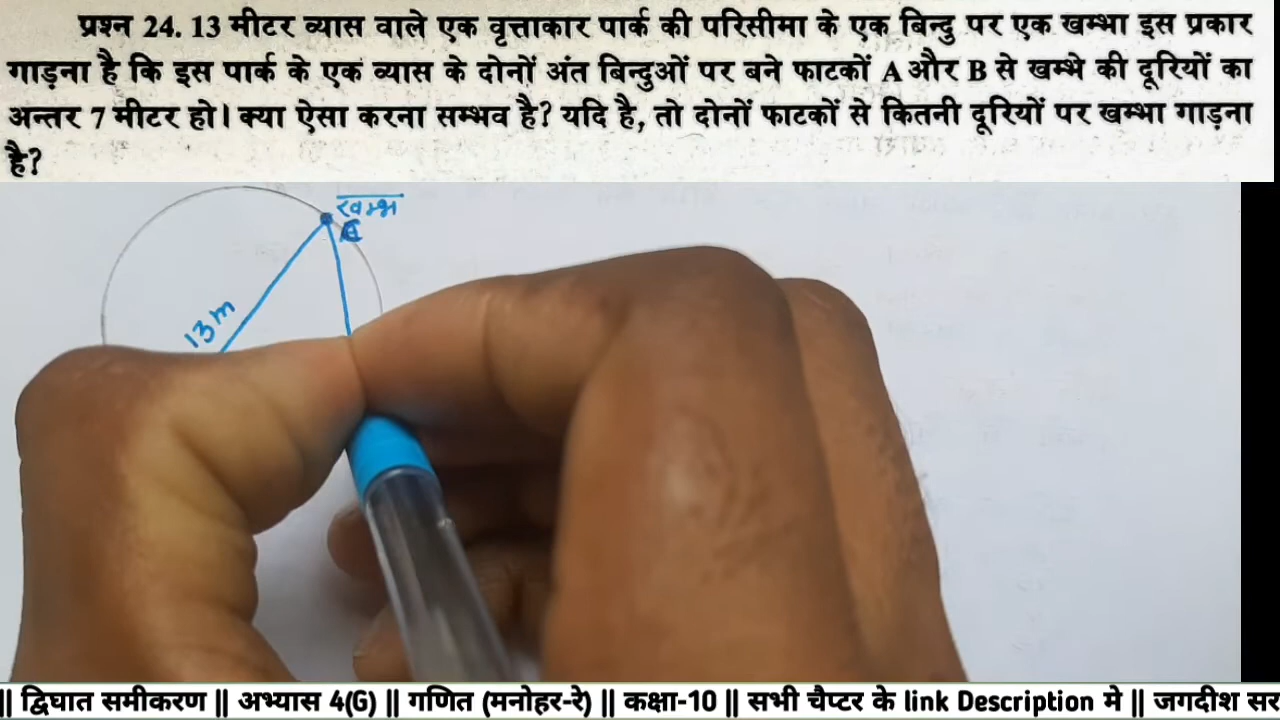 प्रश्न 24. 13 मीटर व्यास वाले एक वृत्ताकार पार्क की परिसीमा के एक बिन्दु पर एक खम्भा इस प्रकार
गाड़ना है कि इस पार्क के एक व्यास के दोनों अंत बिन्दुओं पर बने फाटकों A और B से खम्भे की दूरियों का
अन्तर 7 मीटर हो। क्या ऐसा करना सम्भव है? यदि है, तो दोनों फाटकों से कितनी दूरियों पर खम्भा गाड़ना
है?
खम्भ
13 m
|| द्विघात समीकरण || अभ्यास 4(G) || गणित (मनोहर-रे) || कक्षा-10 || सभी चैप्टर के link Description मे || जगदीश सर